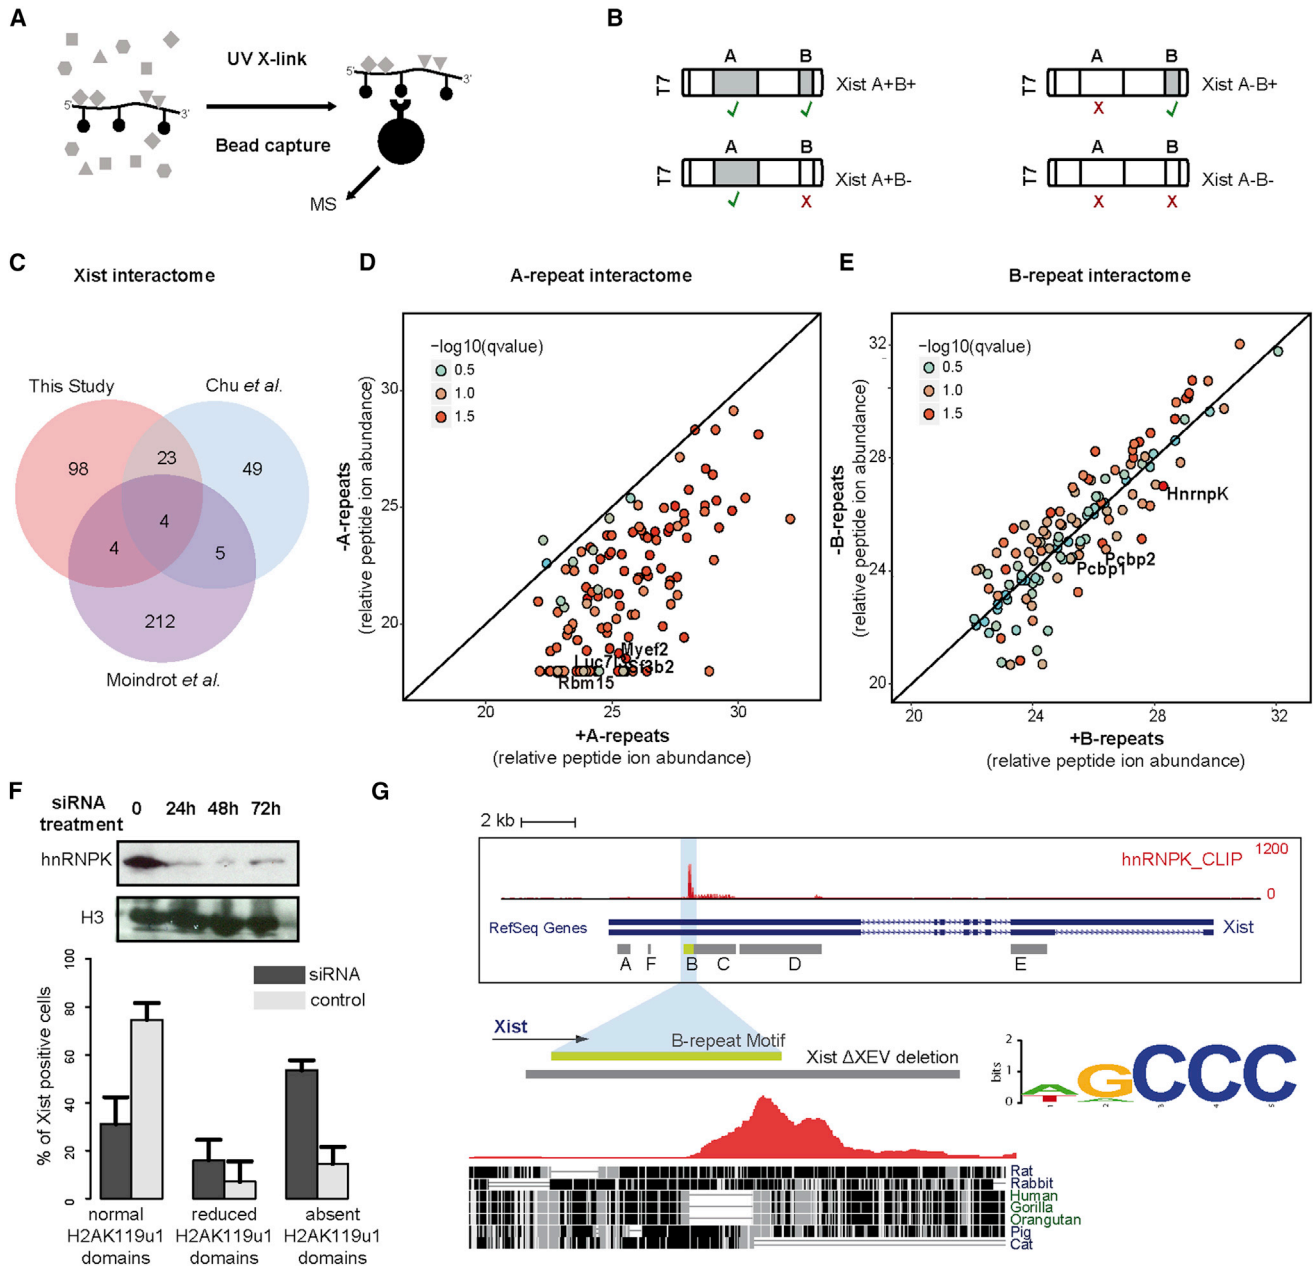 A
UV X-link
5'
3'
Bead capture
5'
3'
MS
B
T7
A
B
Xist A+B+
T7
A
B
X
Xist A-B+
T7
A
B
X
Xist A+B-
T7
A
B
X
X
Xist A-B-
C
Xist interactome
This Study
Chu et al.
98
23
49
4
4
5
212
Moindrot et al.
D
A-repeat interactome
−log10(qvalue)
0.5
1.0
1.5
-A-repeats
(relative peptide ion abundance)
30
25
20
Myef2
Luc7l3
Sf3b2
Rbm15
20
25
30
+A-repeats
(relative peptide ion abundance)
E
B-repeat interactome
−log10(qvalue)
0.5
1.0
1.5
-B-repeats
(relative peptide ion abundance)
32
28
24
20
HnrnpK
Pcbp2
Pcbp1
20
24
28
32
+B-repeats
(relative peptide ion abundance)
F
siRNA
treatment
0
24h
48h
72h
hnRNPK
H3
siRNA
control
% of Xist positive cells
100
80
60
40
20
0
normal
H2AK119u1
domains
reduced
H2AK119u1
domains
absent
H2AK119u1
domains
G
2 kb
hnRNPK_CLIP
1200
0
RefSeq Genes
Xist
A
F
B
C
D
E
Xist
B-repeat Motif
Xist ΔXEV deletion
bits
2
1
0
AGCCC
1
2
3
4
5
Rat
Rabbit
Human
Gorilla
Orangutan
Pig
Cat